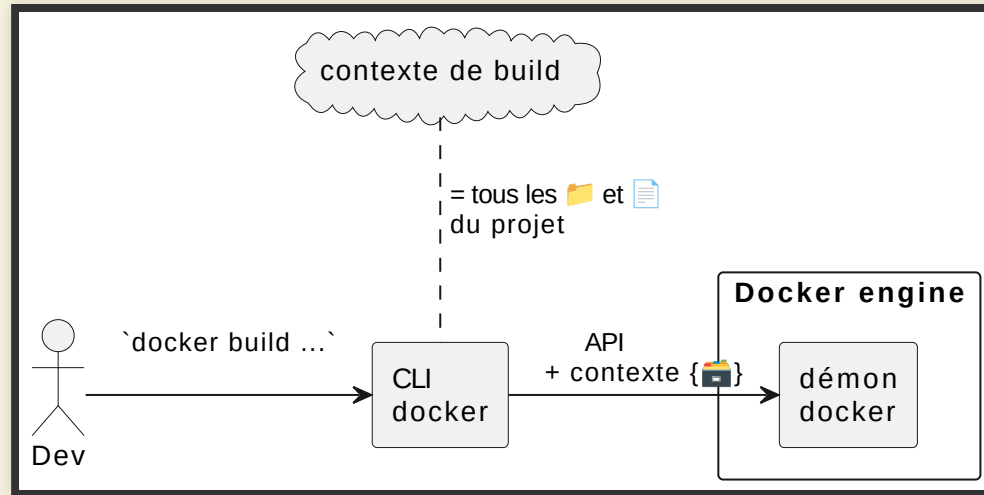 contexte de build
= tous les 📁 et 📄
du projet
Docker engine
`docker build ...`
API
+ contexte {🗃️}
CLI
docker
démon
docker
Dev